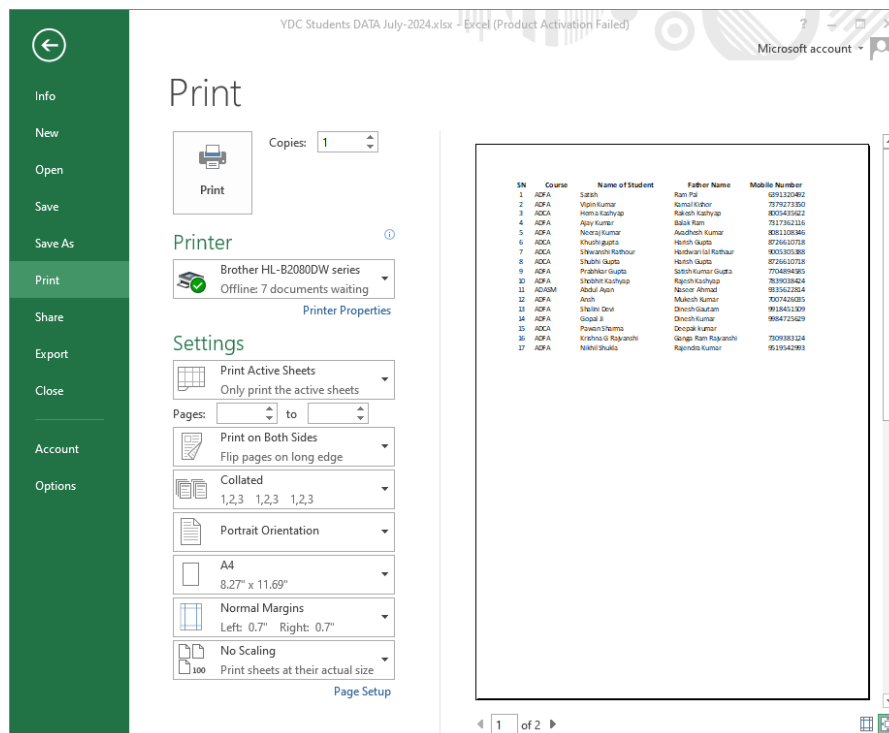 YDC Students DATA July-2024.xlsx - Excel (Product Activation Failed)
?
Microsoft account
Info
New
Open
Save
Save As
Print
Share
Export
Close
Account
Options
Print
Print
Copies: 1
Printer
Brother HL-B2080DW series
Offline: 7 documents waiting
Printer Properties
Settings
Print Active Sheets
Only print the active sheets
Pages: to
Print on Both Sides
Flip pages on long edge
Collated
1,2,3 1,2,3 1,2,3
Portrait Orientation
A4
8.27" x 11.69"
Normal Margins
Left: 0.7" Right: 0.7"
No Scaling
100 Print sheets at their actual size
Page Setup
SN Course Name of Student Father Name Mobile Number
1 ADFA Satish Ram Pal 6391320492
2 ADFA Vipin Kumar Kamal Kishor 7379273350
3 ADCA Hema Kashyap Rakesh Kashyap 8005435622
4 ADFA Ajay Kumar Balak Ram 7317362116
5 ADFA Neeraj Kumar Avadhesh Kumar 8081108346
6 ADCA Khushi gupta Harish Gupta 8726610718
7 ADCA Shiwanshi Rathour Hardwari lal Rathaur 9005305388
8 ADCA Shubhi Gupta Harish Gupta 8726610718
9 ADFA Prabhkar Gupta Satish Kumar Gupta 7704894585
10 ADFA Shobhit Kashyap Rajesh Kashyap 7839038424
11 ADASM Abdul Ayan Naseer Ahmad 9335622814
12 ADFA Ansh Mukesh Kumar 7007426035
13 ADFA Shalini Devi Dinesh Gautam 9918451509
14 ADFA Gopal Ji Dinesh Kumar 9984725629
15 ADCA Pawan Sharma Deepak kumar
16 ADFA Krishna G Rajvanshi Ganga Ram Rajvanshi 7309383124
17 ADFA Nikhil Shukla Rajendra Kumar 9519542993
1 of 2